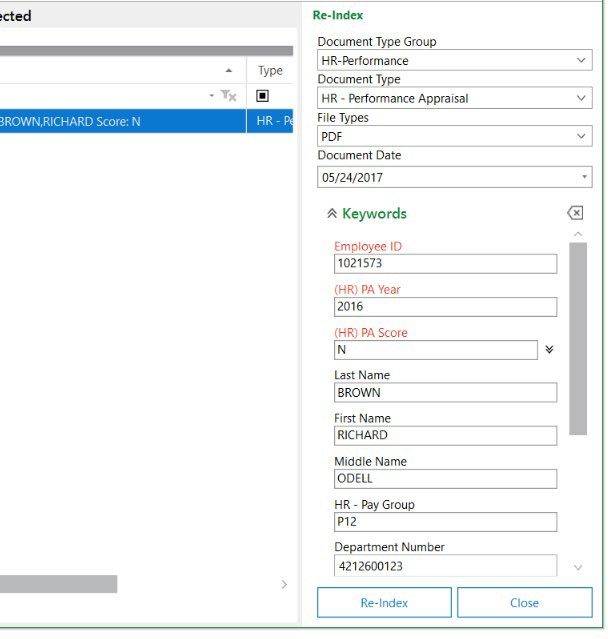 ected
Type
BROWN,RICHARD Score: N
HR - Pe
Re-Index
Document Type Group
HR-Performance
Document Type
HR - Performance Appraisal
File Types
PDF
Document Date
05/24/2017
Keywords
Employee ID
1021573
(HR) PA Year
2016
(HR) PA Score
N
Last Name
BROWN
First Name
RICHARD
Middle Name
ODELL
HR - Pay Group
P12
Department Number
4212600123
Re-Index
Close